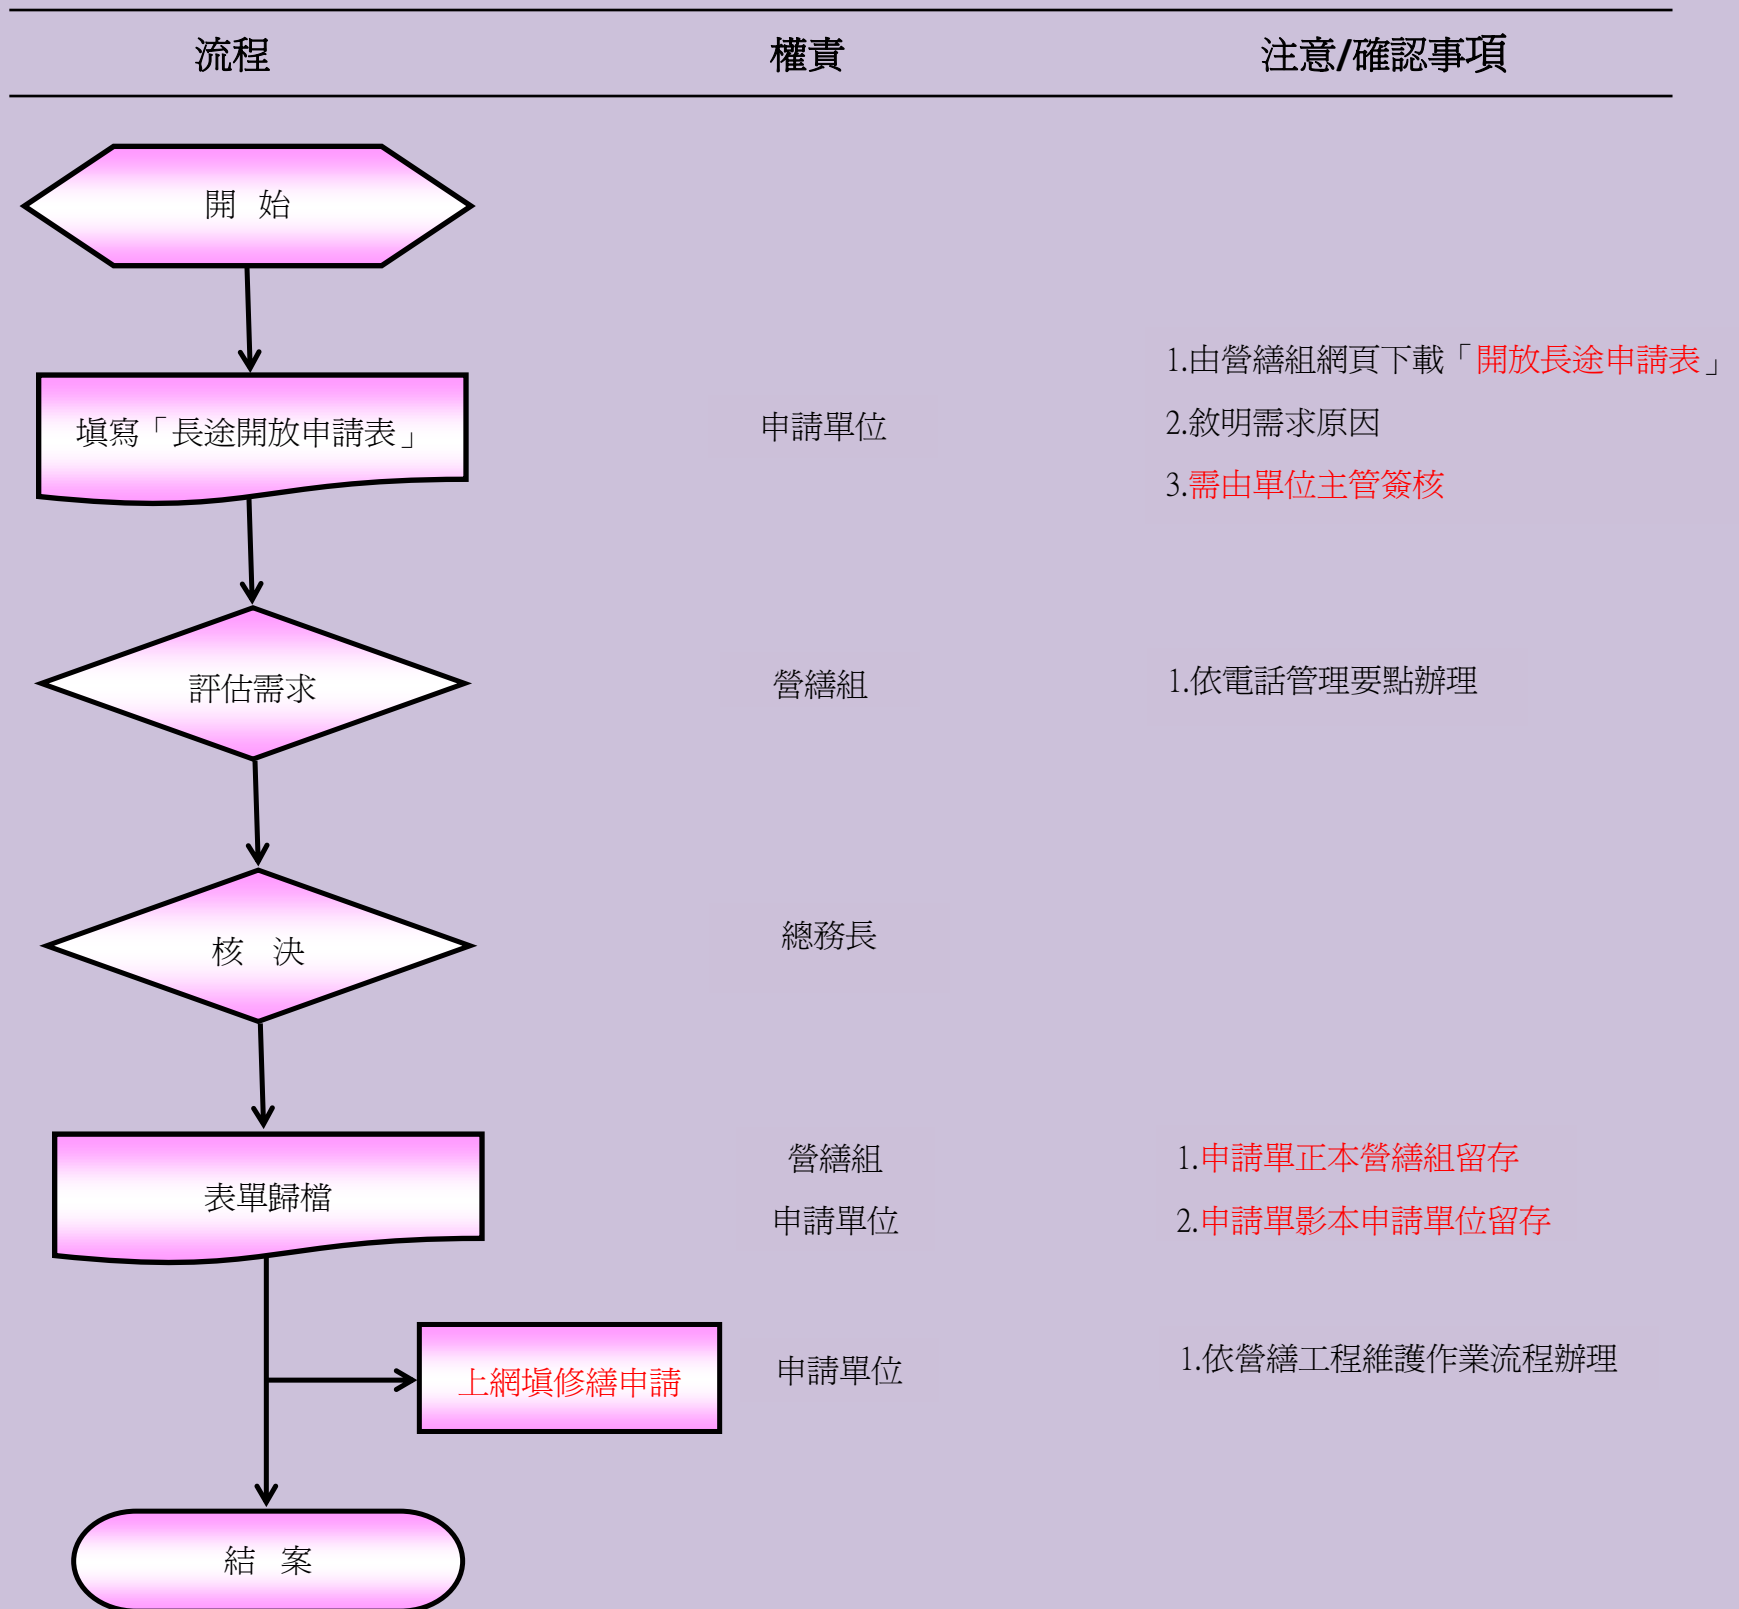 流程 權責 注意/確認事項
開 始
填寫「長途開放申請表」
申請單位
1.由營繕組網頁下載「開放長途申請表」
2.敘明需求原因
3.需由單位主管簽核
評估需求
營繕組
1.依電話管理要點辦理
核 決
總務長
表單歸檔
營繕組
申請單位
1.申請單正本營繕組留存
2.申請單影本申請單位留存
上網填修繕申請
申請單位
1.依營繕工程維護作業流程辦理
結 案